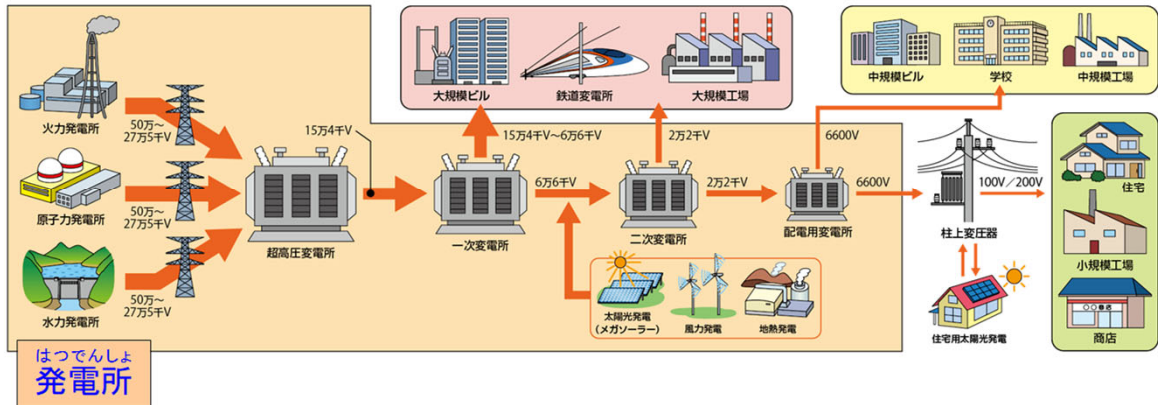 火力発電所
50万～
27万5千V
原子力発電所
50万～
27万5千V
水力発電所
50万～
27万5千V
15万4千V
超高圧変電所
大規模ビル
鉄道変電所
大規模工場
15万4千V～6万6千V
一次変電所
6万6千V
2万2千V
二次変電所
2万2千V
6600V
配電用変電所
6600V
太陽光発電
（メガソーラー）
風力発電
地熱発電
中規模ビル
学校
中規模工場
柱上変圧器
100V／200V
住宅用太陽光発電
住宅
小規模工場
〇〇商店
商店
はつでんしょ
発電所